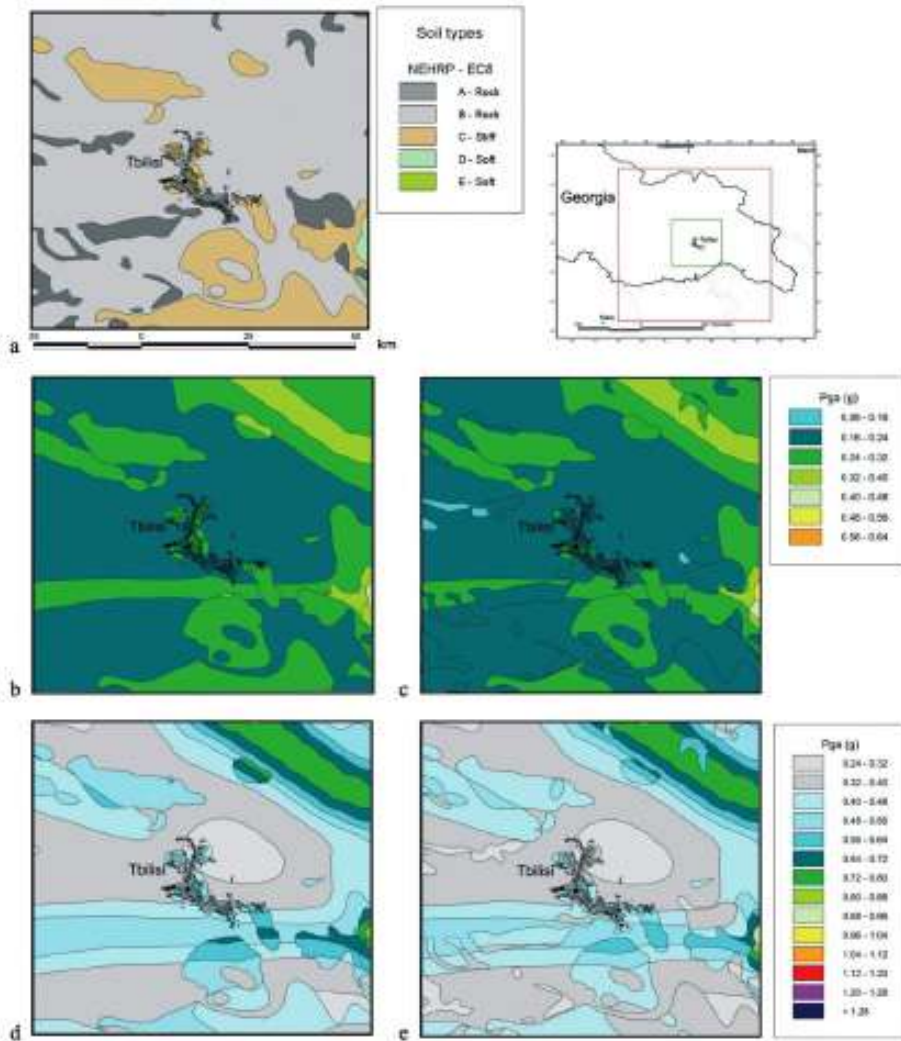 Soil types
NEHRP - EC8
A - Rock
B - Rock
C - Stiff
D - Soft
E - Soft
Tbilisi
Georgia
a
0
25
50
km
Pga (g)
0.16 - 0.24
0.24 - 0.32
0.32 - 0.40
0.40 - 0.48
0.48 - 0.56
0.56 - 0.64
Tbilisi
Tbilisi
b
c
Pga (g)
0.24 - 0.32
0.32 - 0.40
0.40 - 0.48
0.48 - 0.56
0.56 - 0.64
0.64 - 0.72
0.72 - 0.80
0.80 - 0.88
0.88 - 0.96
0.96 - 1.04
1.04 - 1.12
1.12 - 1.20
1.20 - 1.28
> 1.28
Tbilisi
Tbilisi
d
e